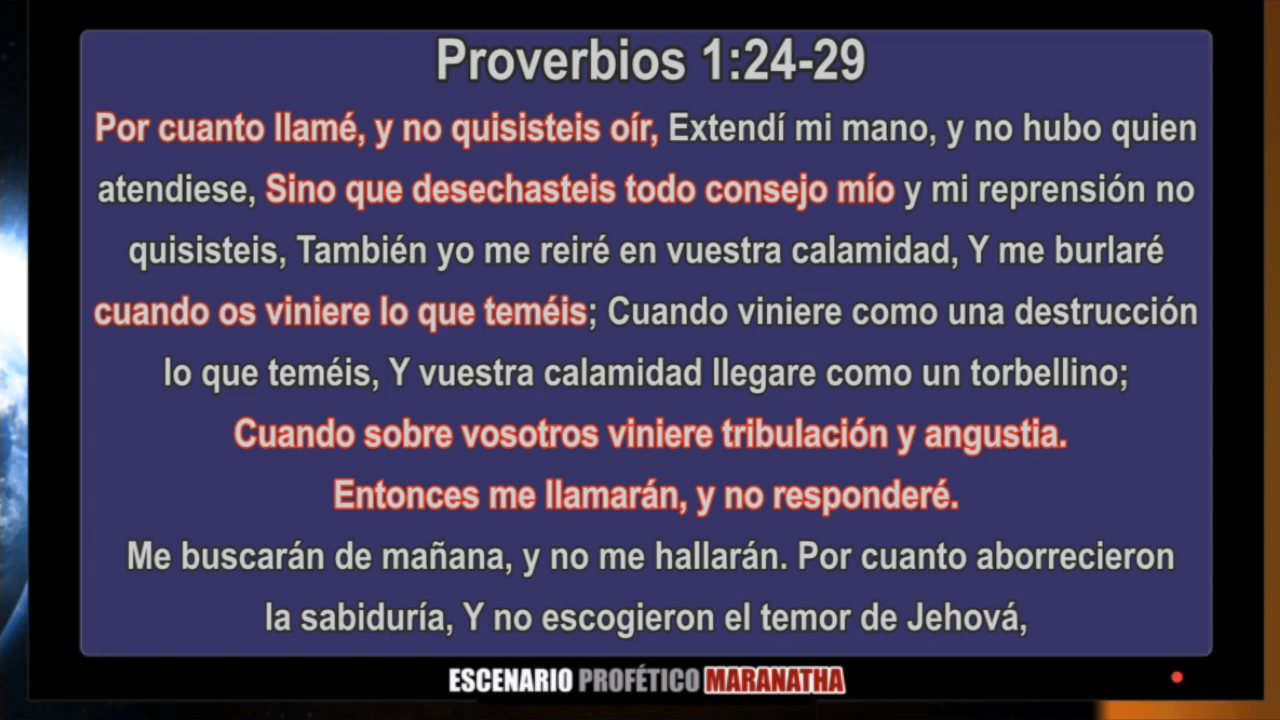 Proverbios 1:24-29
Por cuanto llamé, y no quisisteis oír, Extendí mi mano, y no hubo quien
atendiese, Sino que desechasteis todo consejo mío y mi reprensión no
quisisteis, También yo me reiré en vuestra calamidad, Y me burlaré
cuando os viniere lo que teméis; Cuando viniere como una destrucción
lo que teméis, Y vuestra calamidad llegare como un torbellino;
Cuando sobre vosotros viniere tribulación y angustia.
Entonces me llamarán, y no responderé.
Me buscarán de mañana, y no me hallarán. Por cuanto aborrecieron
la sabiduría, Y no escogieron el temor de Jehová,
ESCENARIO PROFÉTICO MARANATHA